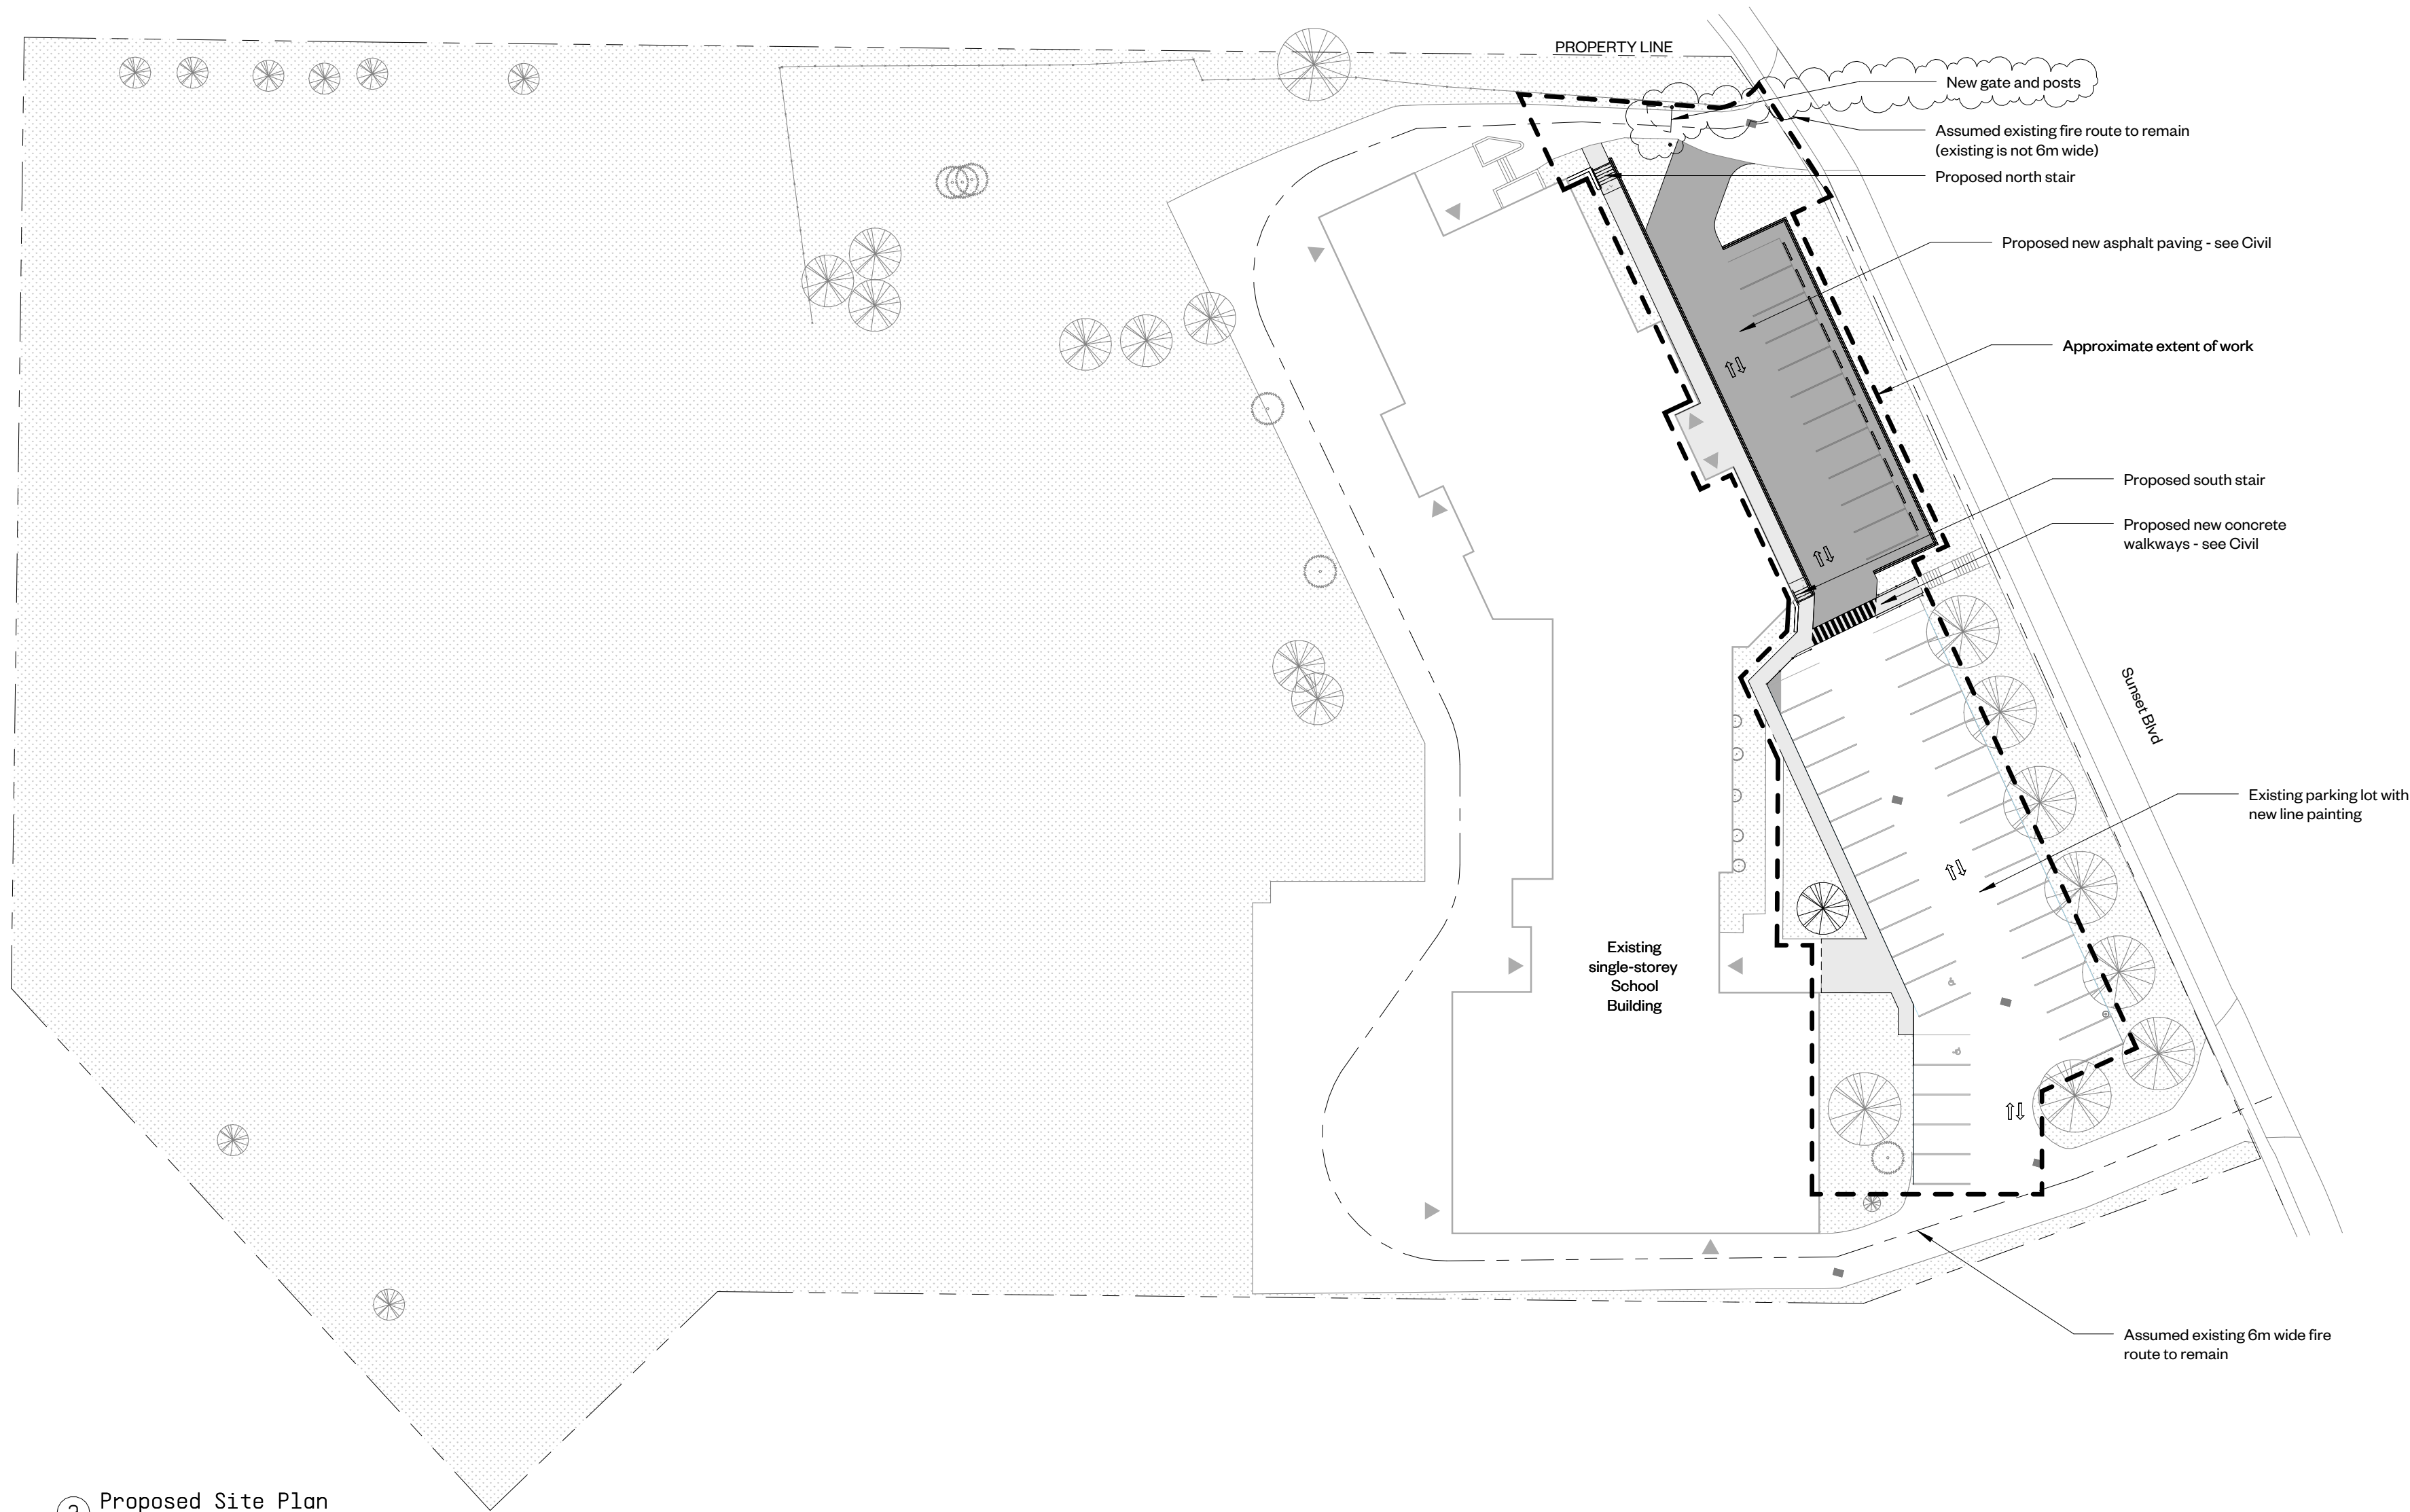 PROPERTY LINE
New gate and posts
Assumed existing fire route to remain
(existing is not 6m wide)
Proposed north stair
Proposed new asphalt paving - see Civil
Approximate extent of work
Proposed south stair
Proposed new concrete
walkways - see Civil
Sunset Blvd
Existing parking lot with
new line painting
Existing
single-storey
School
Building
Assumed existing 6m wide fire
route to remain
Proposed Site Plan